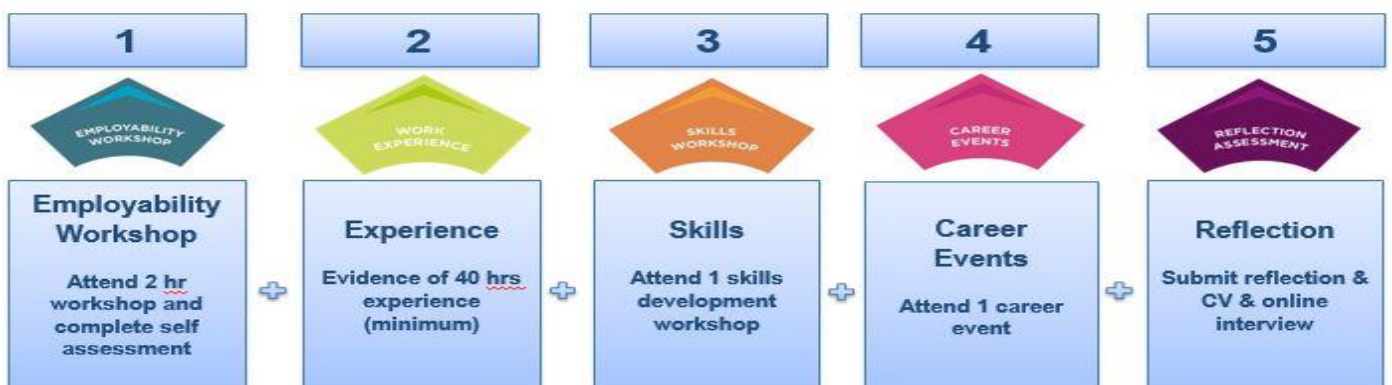 1
2
3
4
5
EMPLOYABILITY
WORKSHOP
WORK
EXPERIENCE
SKILLS
WORKSHOP
CAREER
EVENTS
REFLECTION
ASSESSMENT
Employability
Workshop
Attend 2 hr
workshop and
complete self
assessment
Experience
Evidence of 40 hrs
experience
(minimum)
Skills
Attend 1 skills
development
workshop
Career
Events
Attend 1 career
event
Reflection
Submit reflection &
CV & online
interview